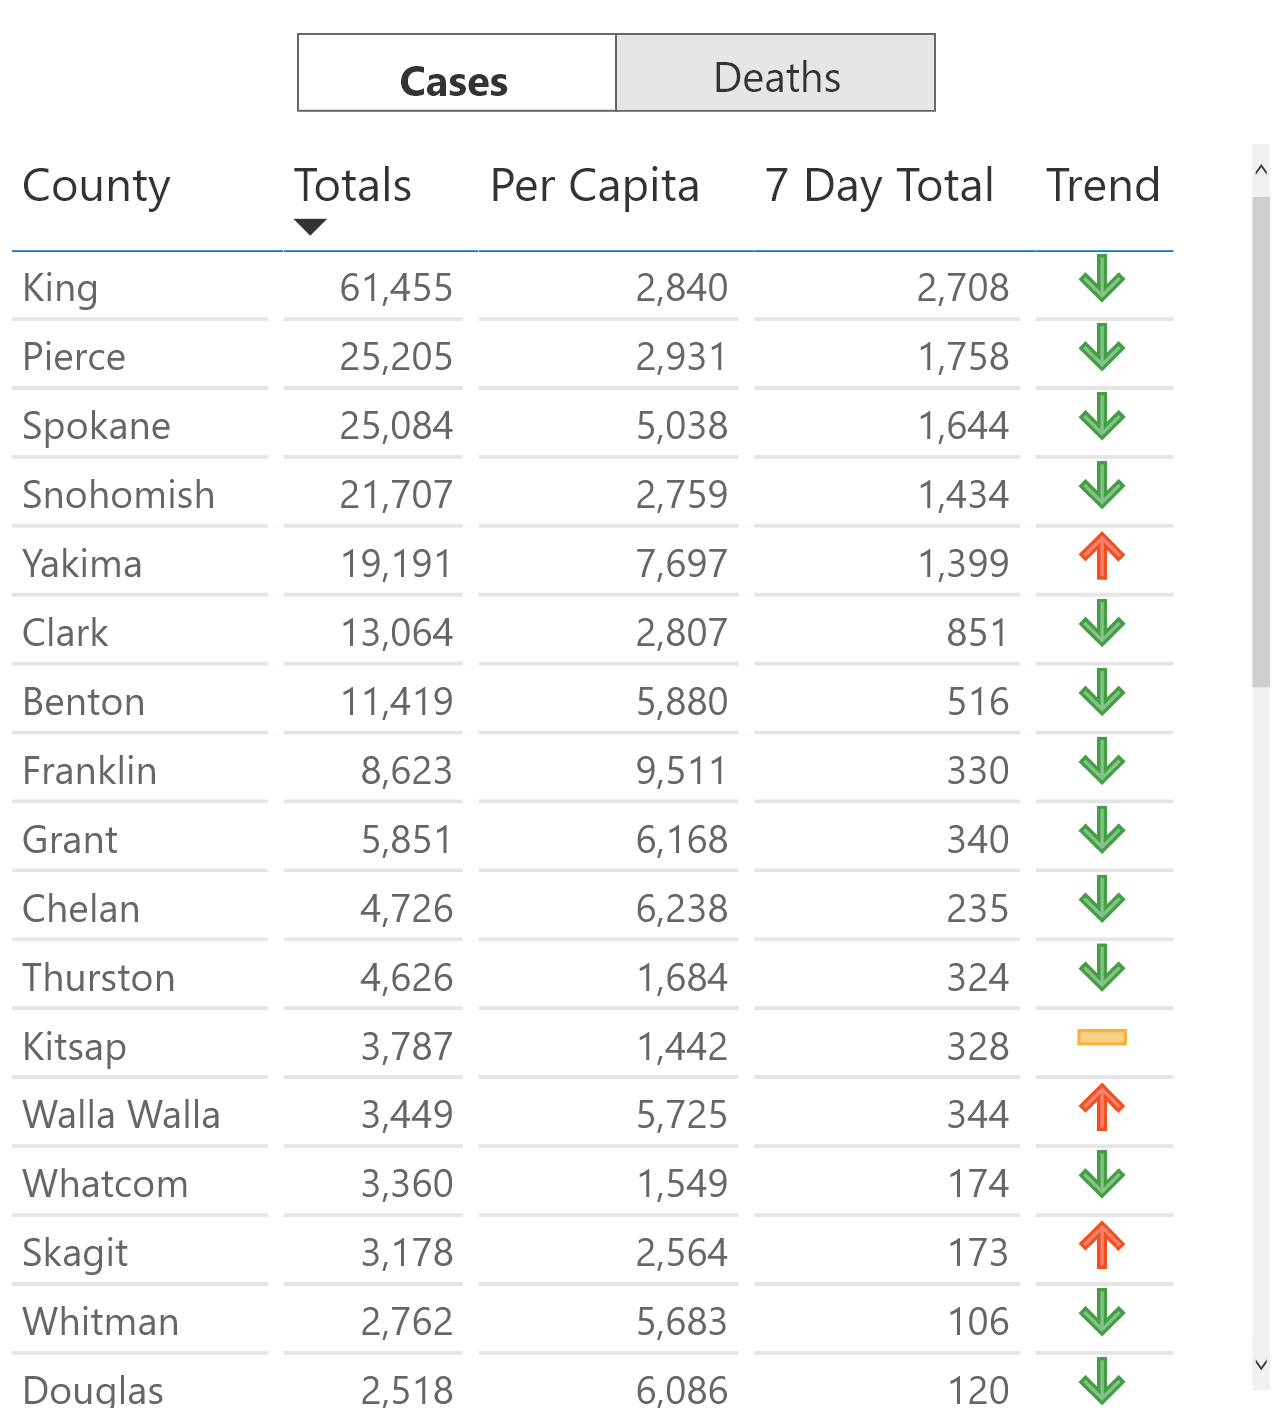 Cases Deaths
County Totals Per Capita 7 Day Total Trend
King 61,455 2,840 2,708
Pierce 25,205 2,931 1,758
Spokane 25,084 5,038 1,644
Snohomish 21,707 2,759 1,434
Yakima 19,191 7,697 1,399
Clark 13,064 2,807 851
Benton 11,419 5,880 516
Franklin 8,623 9,511 330
Grant 5,851 6,168 340
Chelan 4,726 6,238 235
Thurston 4,626 1,684 324
Kitsap 3,787 1,442 328
Walla Walla 3,449 5,725 344
Whatcom 3,360 1,549 174
Skagit 3,178 2,564 173
Whitman 2,762 5,683 106
Douglas 2,518 6,086 120